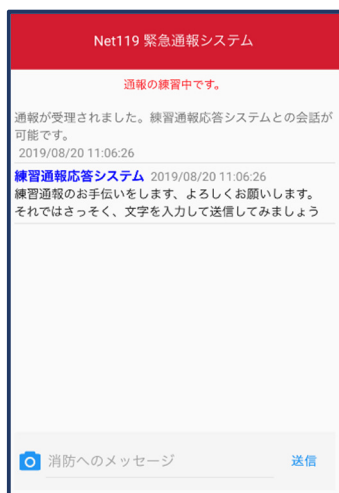 Net119 緊急通報システム
通報の練習中です。
通報が受理されました。練習通報応答システムとの会話が
可能です。
2019/08/20 11:06:26
練習通報応答システム 2019/08/20 11:06:26
練習通報のお手伝いをします、よろしくお願いします。
それではさっそく、文字を入力して送信してみましょう
消防へのメッセージ 送信